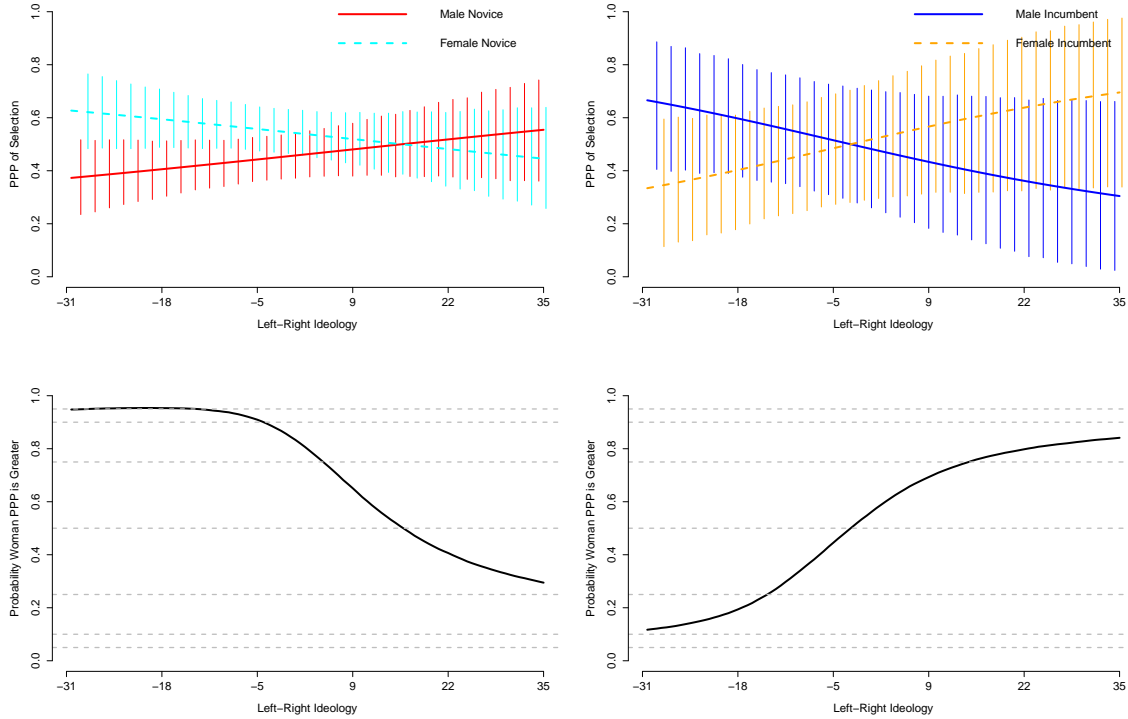 Male Novice
Female Novice
PPP of Selection
0.0 0.2 0.4 0.6 0.8 1.0
−31 −18 −5 9 22 35
Left−Right Ideology
Male Incumbent
Female Incumbent
PPP of Selection
0.0 0.2 0.4 0.6 0.8 1.0
−31 −18 −5 9 22 35
Left−Right Ideology
Probability Woman PPP is Greater
0.0 0.2 0.4 0.6 0.8 1.0
−31 −18 −5 9 22 35
Left−Right Ideology
Probability Woman PPP is Greater
0.0 0.2 0.4 0.6 0.8 1.0
−31 −18 −5 9 22 35
Left−Right Ideology